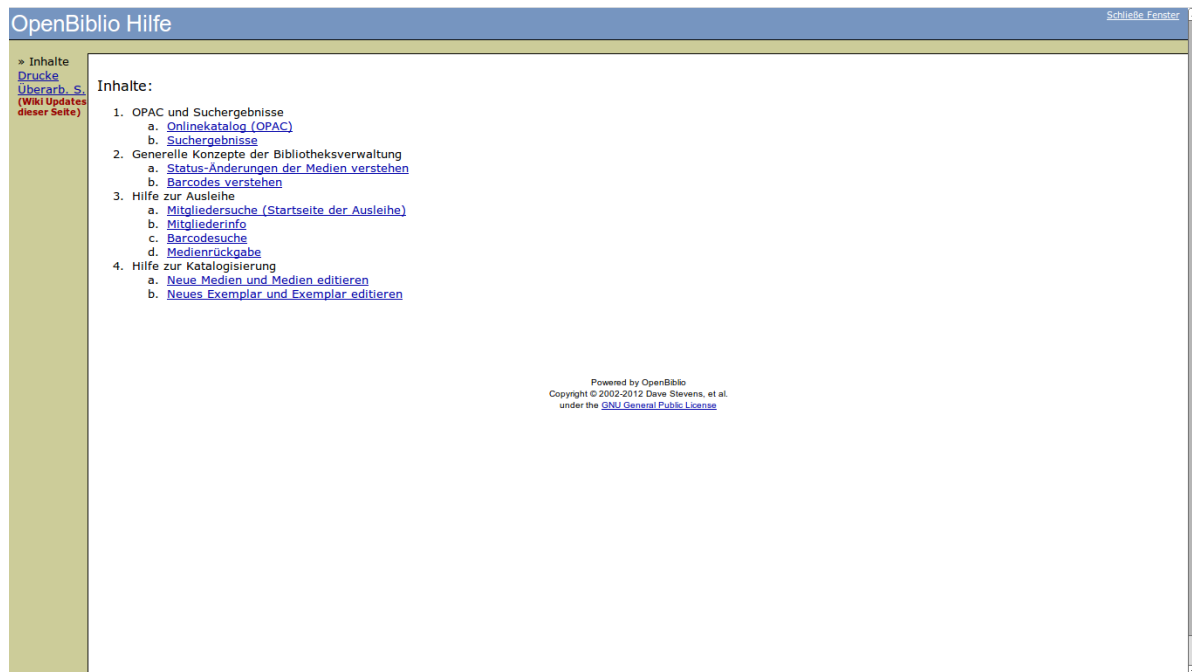 OpenBiblio Hilfe
Schließe Fenster
» Inhalte
Drucke
Überarb. S.
(Wiki Updates
dieser Seite)
Inhalte:
1. OPAC und Suchergebnisse
a. Onlinekatalog (OPAC)
b. Suchergebnisse
2. Generelle Konzepte der Bibliotheksverwaltung
a. Status-Änderungen der Medien verstehen
b. Barcodes verstehen
3. Hilfe zur Ausleihe
a. Mitgliedersuche (Startseite der Ausleihe)
b. Mitgliederinfo
c. Barcodesuche
d. Medienrückgabe
4. Hilfe zur Katalogisierung
a. Neue Medien und Medien editieren
b. Neues Exemplar und Exemplar editieren
Powered by OpenBiblio
Copyright © 2002-2012 Dave Stevens, et al.
under the GNU General Public License